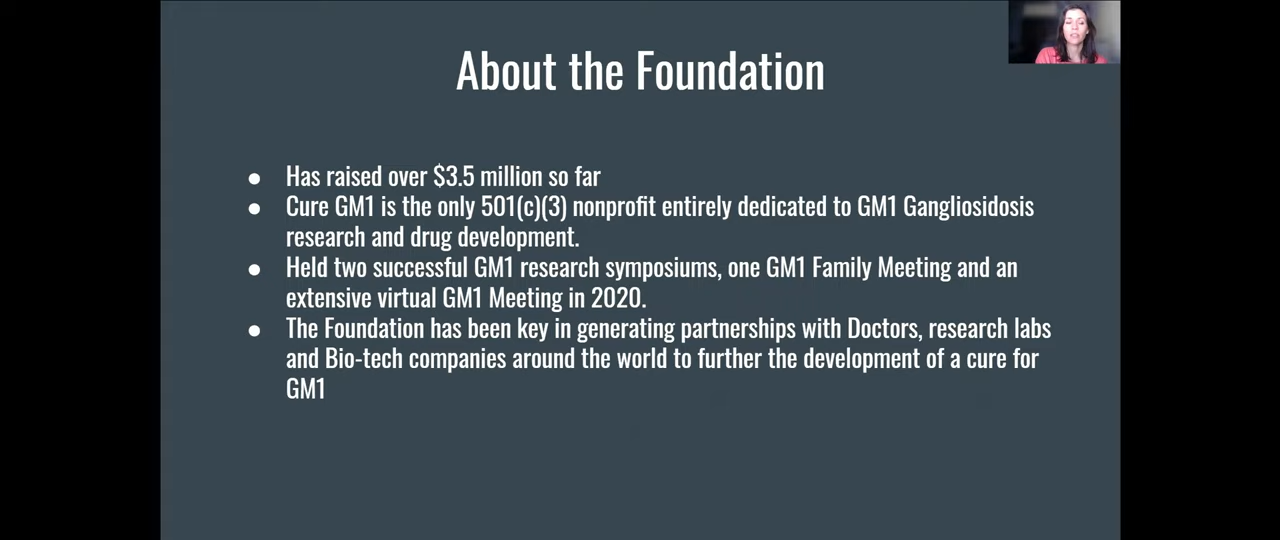 About the Foundation
● Has raised over $3.5 million so far
● Cure GM1 is the only 501(c)(3) nonprofit entirely dedicated to GM1 Gangliosidosis
research and drug development.
● Held two successful GM1 research symposiums, one GM1 Family Meeting and an
extensive virtual GM1 Meeting in 2020.
● The Foundation has been key in generating partnerships with Doctors, research labs
and Bio-tech companies around the world to further the development of a cure for
GM1